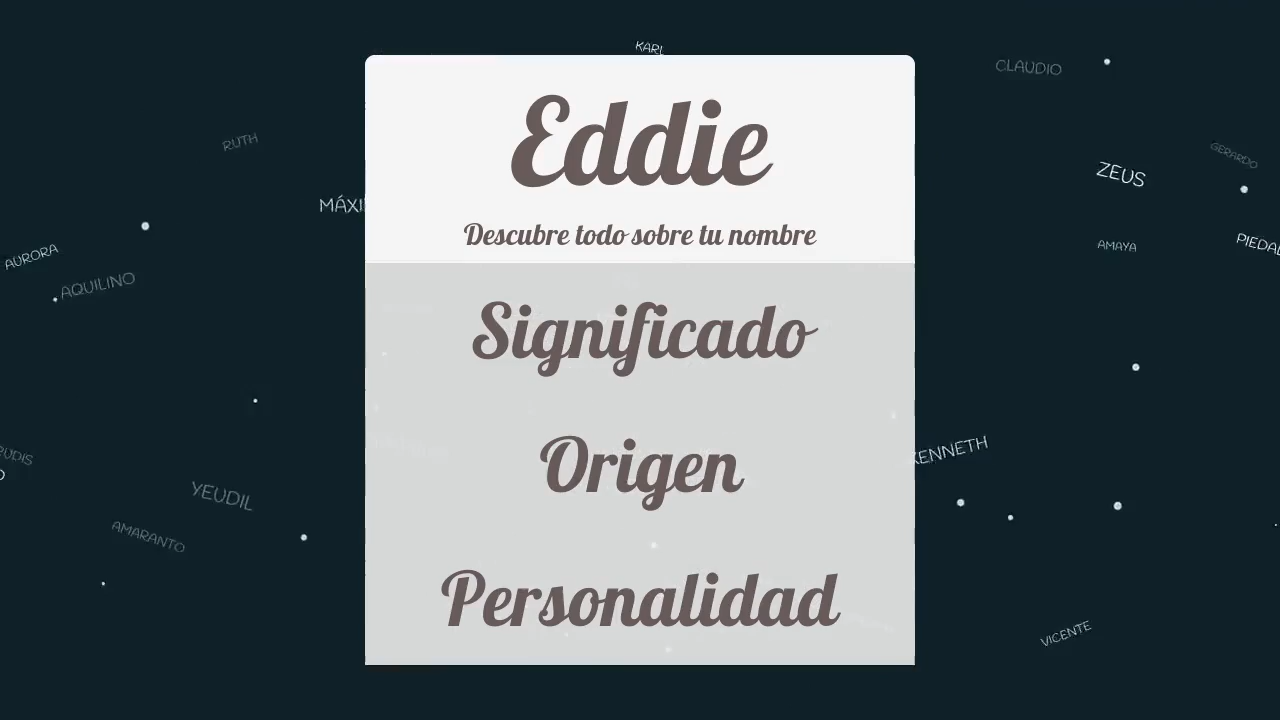 KARL
CLAUDIO
RUTH
GERARDO
Eddie
ZEUS
MÁXI
Descubre todo sobre tu nombre
AURORA
AMAYA
PIEDA
AQUILINO
Significado
KENNETH
Origen
YEUDIL
AMARANTO
Personalidad
VICENTE